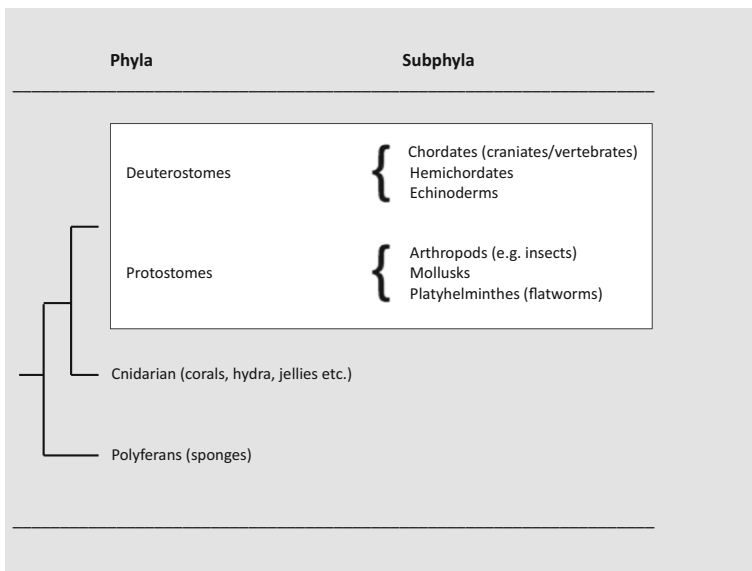 Phyla Subphyla
Chordates (craniates/vertebrates)
Deuterostomes Hemichordates
Echinoderms
Arthropods (e.g. insects)
Protostomes Mollusks
Platyhelminthes (flatworms)
Cnidarian (corals, hydra, jellies etc.)
Polyferans (sponges)